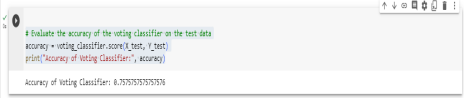 # Evaluate the accuracy of the voting classifier on the test data
accuracy = voting_classifier.score(X_test, Y_test)
print("Accuracy of Voting Classifier:", accuracy)
Accuracy of Voting Classifier: 0.7575757575757576